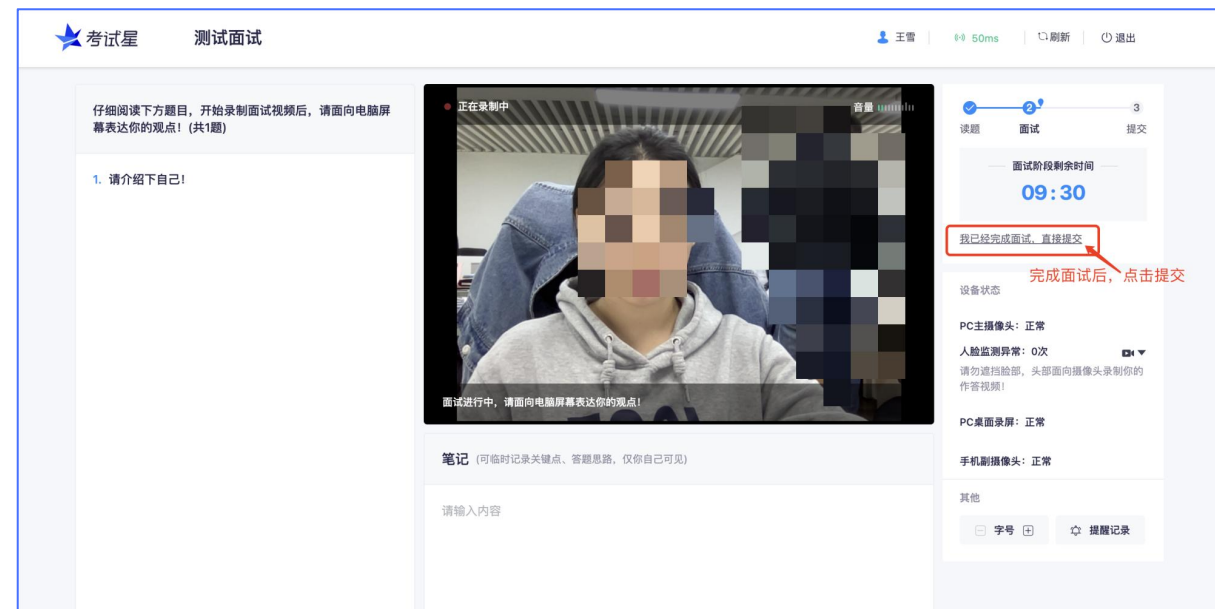 考试星
测试面试
王雪
50ms
刷新
退出
仔细阅读下方题目，开始录制面试视频后，请面向电脑屏
幕表达你的观点！(共1题)
1. 请介绍下自己！
正在录制中
音量
面试进行中，请面向电脑屏幕表达你的观点！
笔记 (可临时记录关键点、答题思路，仅你自己可见)
请输入内容
2
3
读题
面试
提交
面试阶段剩余时间
09:30
我已经完成面试，直接提交
完成面试后，点击提交
设备状态
PC主摄像头：正常
人脸监测异常：0次
请勿遮挡脸部，头部面向摄像头录制你的
作答视频！
PC桌面录屏：正常
手机副摄像头：正常
其他
字号
提醒记录